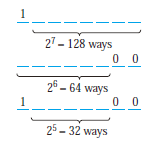 1
2⁷ – 128 ways
0 0
2⁶ – 64 ways
1 0 0
2⁵ – 32 ways